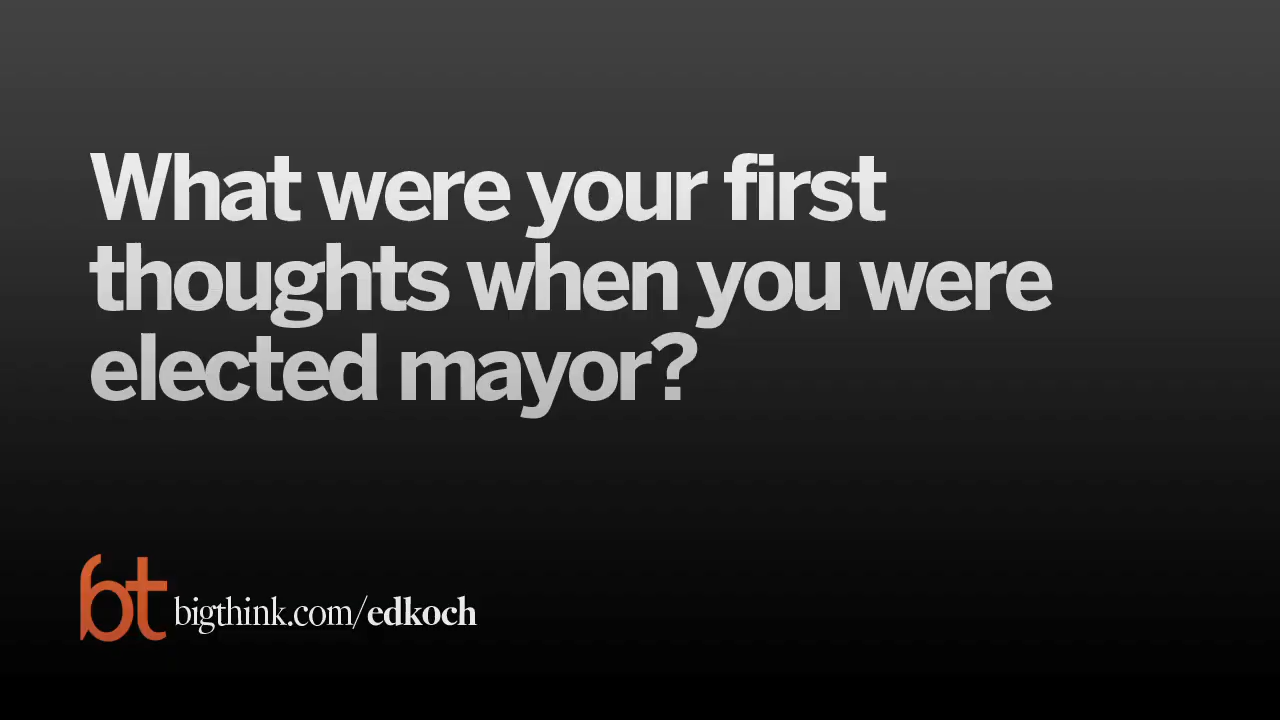 What were your first
thoughts when you were
elected mayor?
bt bigthink.com/edkoch